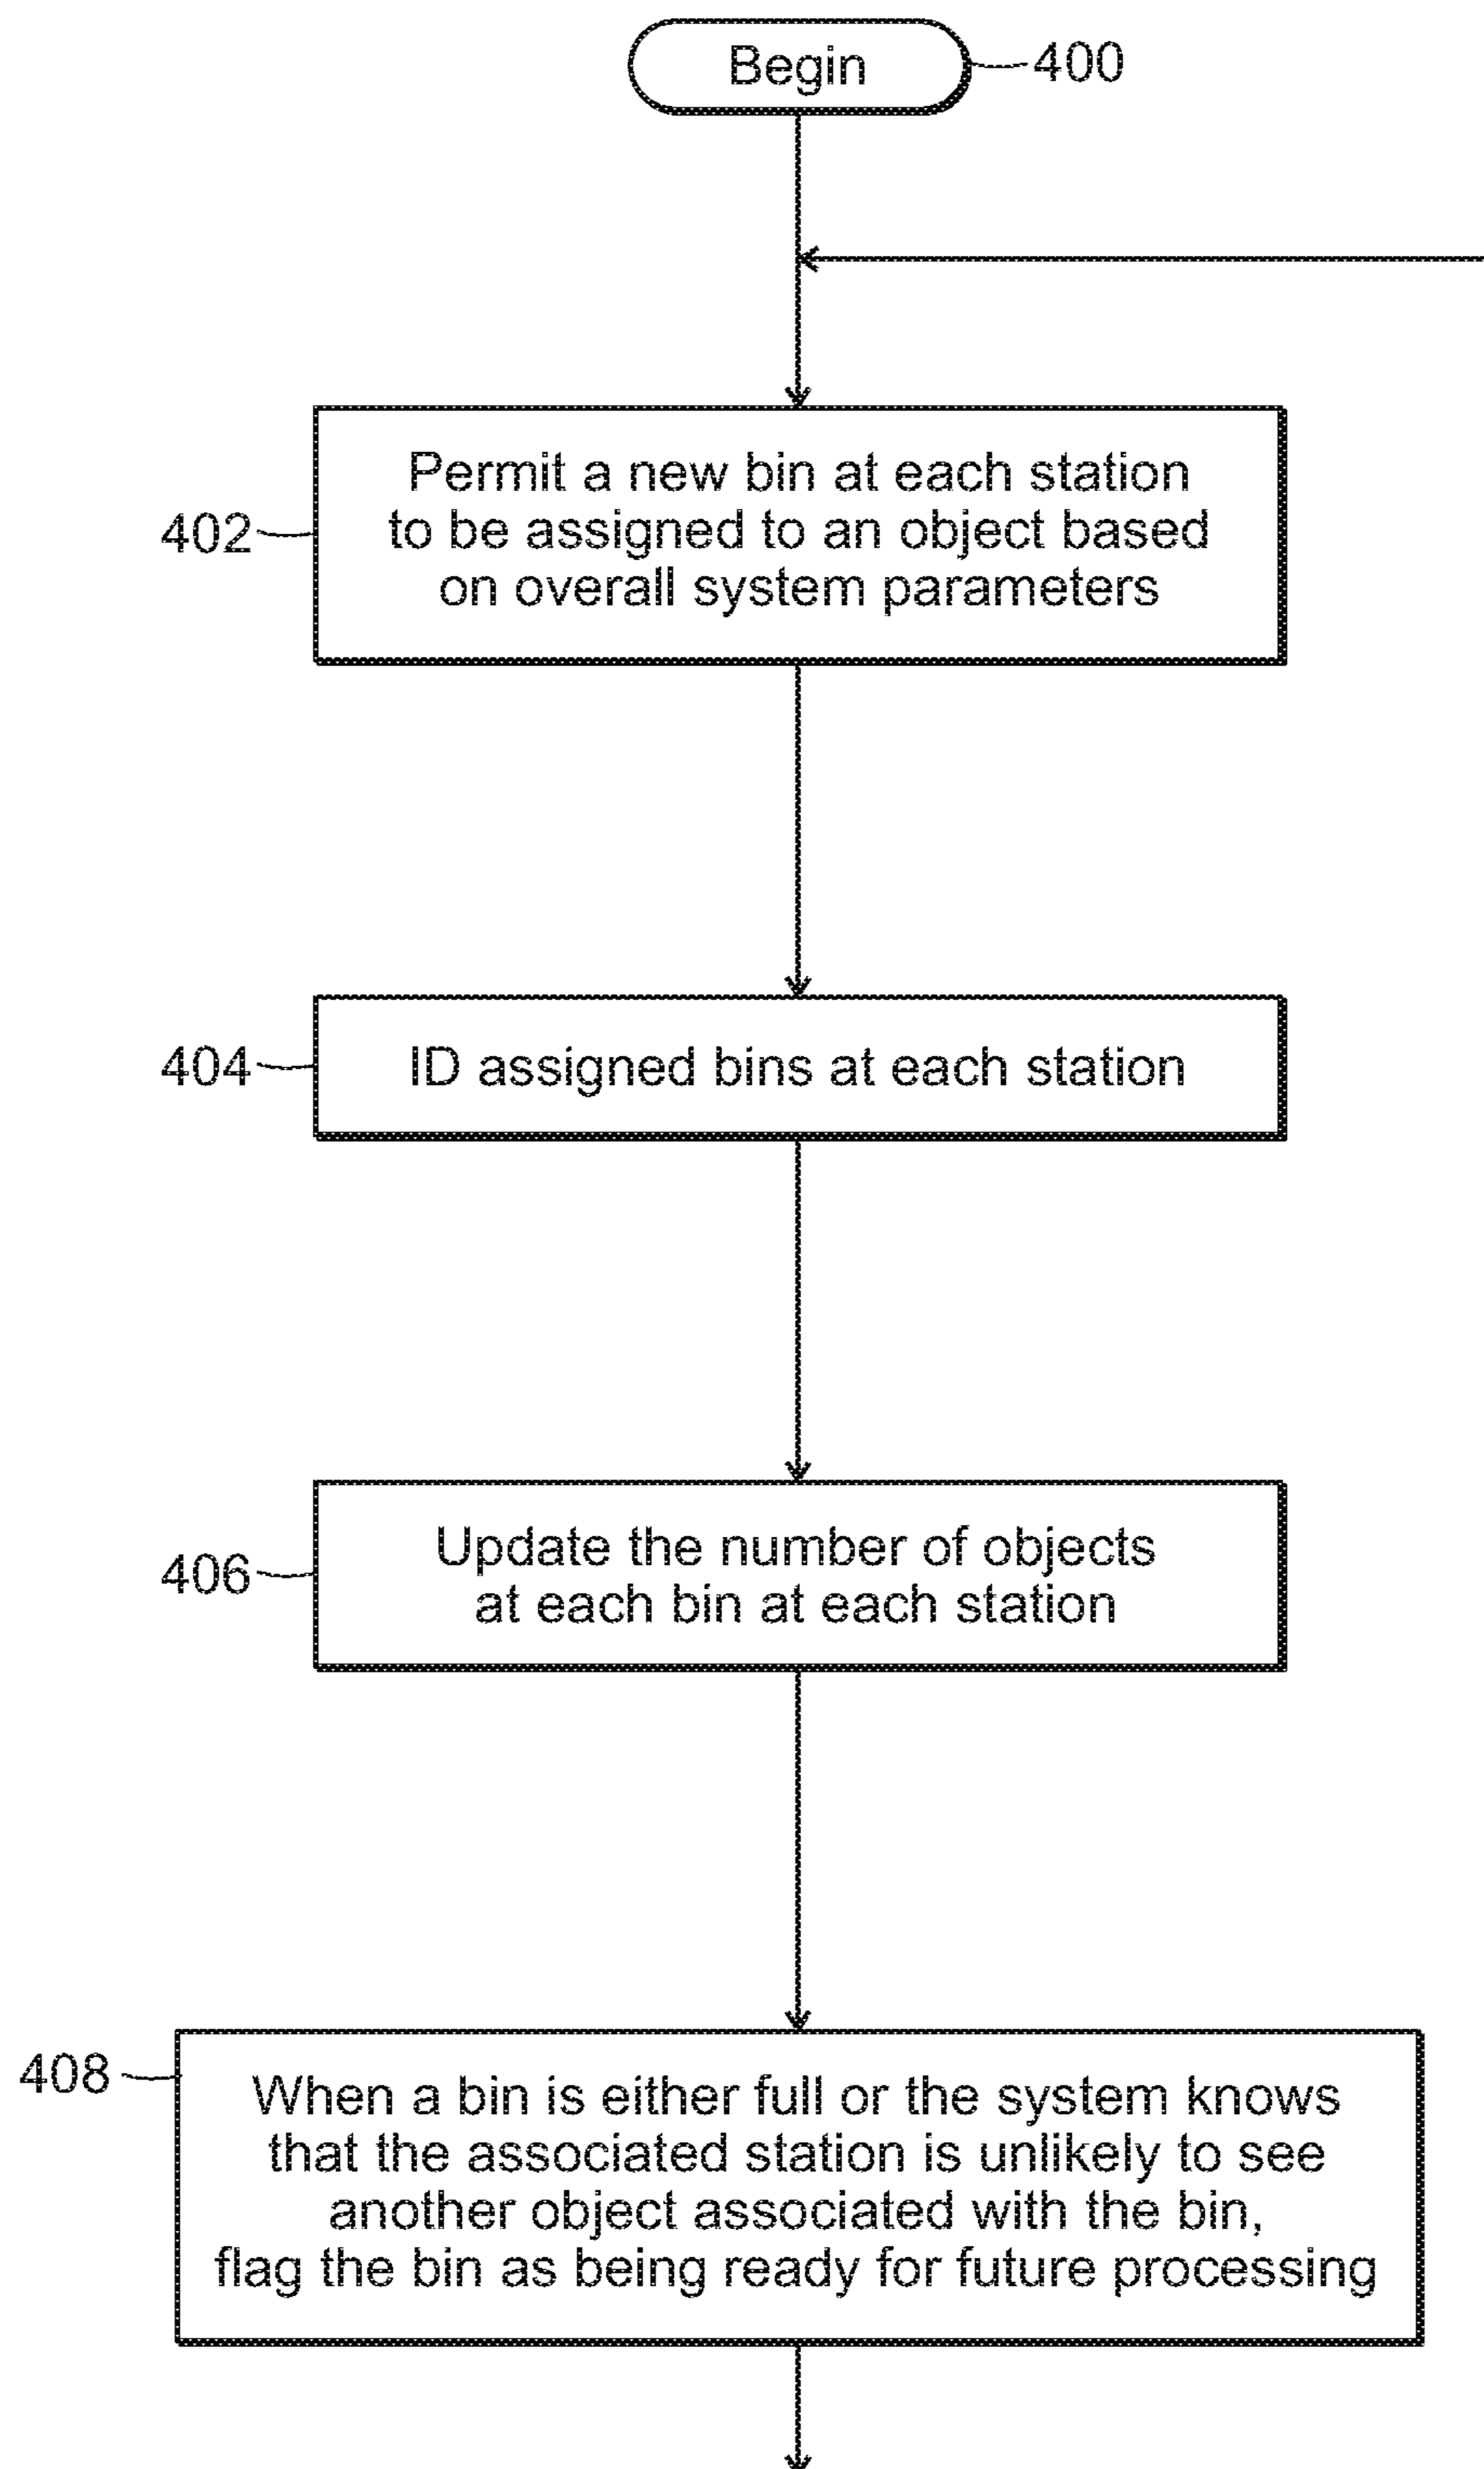 Begin
400
402
Permit a new bin at each station
to be assigned to an object based
on overall system parameters
404
ID assigned bins at each station
406
Update the number of objects
at each bin at each station
408
When a bin is either full or the system knows
that the associated station is unlikely to see
another object associated with the bin,
flag the bin as being ready for future processing